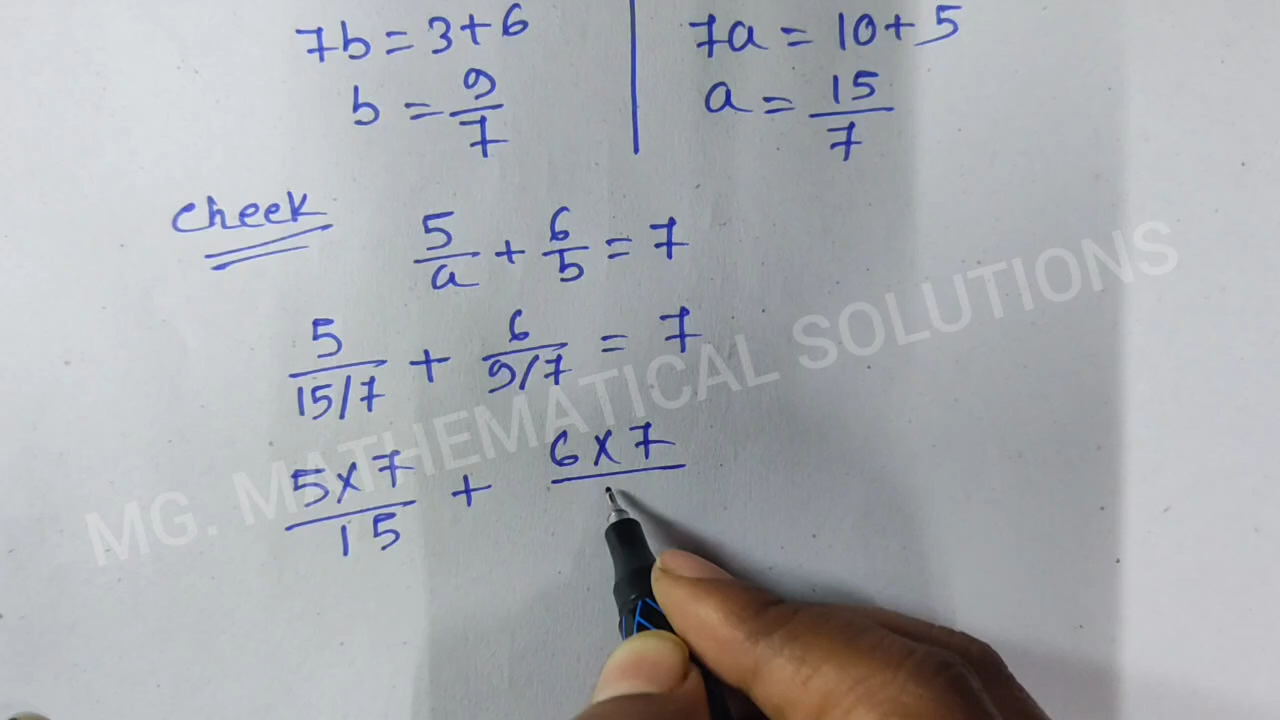 7b = 3+6
b = 9/7
7a = 10+5
a = 15/7
Cheek
5/a + 6/b = 7
5/(15/7) + 6/(9/7) = 7
(5×7)/15 + (6×7)/
MG. MATHEMATICAL SOLUTIONS